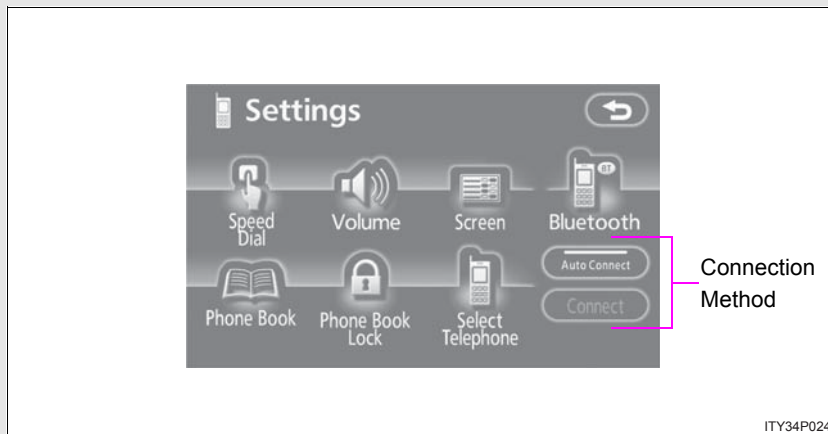 Settings
Speed
Dial
Volume
Screen
BT
Bluetooth
Auto Connect
Connect
Phone Book
Phone Book
Lock
Select
Telephone
Connection
Method
ITY34P024